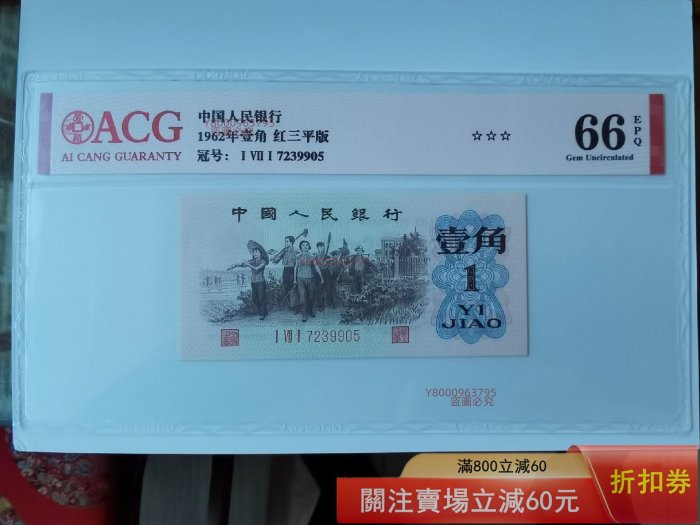 ACG
AI CANG GUARANTY
中国人民银行
Y8000963795
1962年壹角 红三平版
冠号: I VII I 7239905
☆☆☆
66
EPQ
Gem Uncirculated
中國人民銀行
壹角
1
YI
JIAO
I VII I 7239905
Y8000963795
盜圖必究
滿800立減60
關注賣場立減60元
折扣券